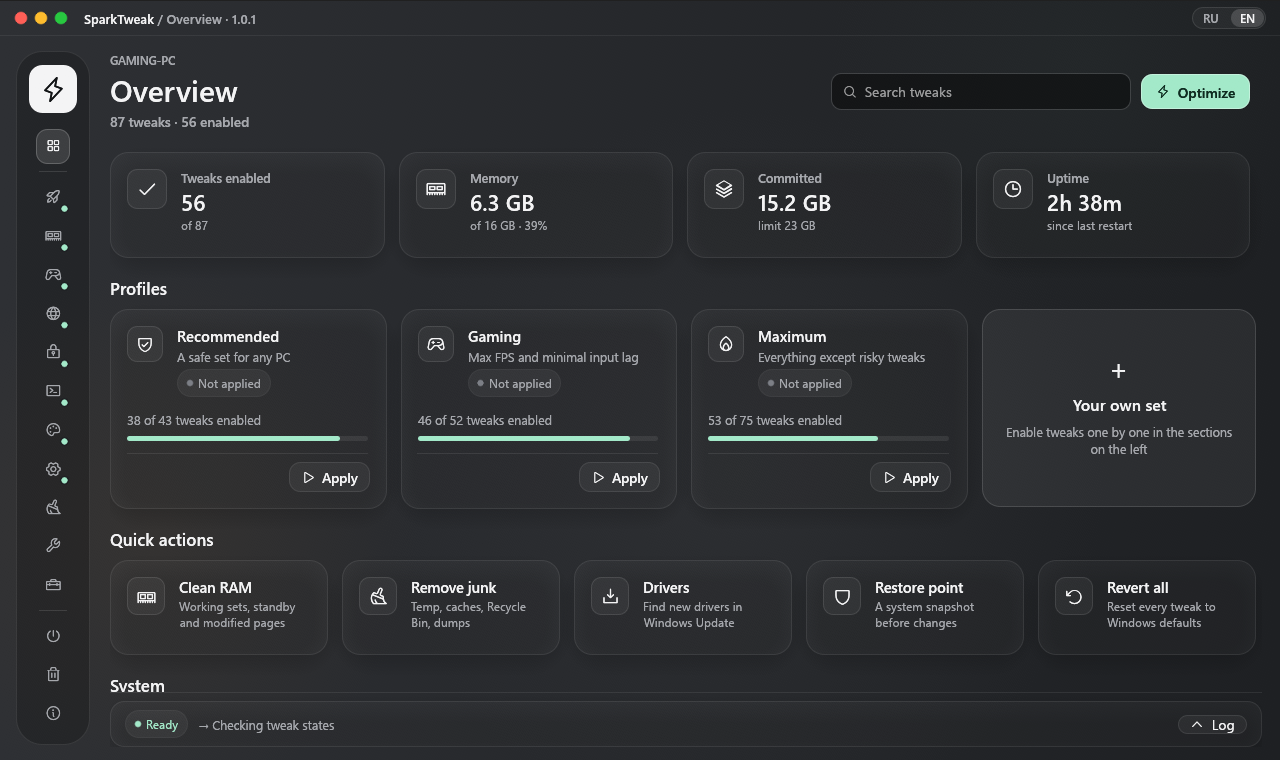 SparkTweak / Overview · 1.0.1
RU EN
GAMING-PC
Overview
87 tweaks · 56 enabled
Search tweaks
Optimize
Tweaks enabled
56
of 87
Memory
6.3 GB
of 16 GB · 39%
Committed
15.2 GB
limit 23 GB
Uptime
2h 38m
since last restart
Profiles
Recommended
A safe set for any PC
Not applied
38 of 43 tweaks enabled
Apply
Gaming
Max FPS and minimal input lag
Not applied
46 of 52 tweaks enabled
Apply
Maximum
Everything except risky tweaks
Not applied
53 of 75 tweaks enabled
Apply
+
Your own set
Enable tweaks one by one in the sections
on the left
Quick actions
Clean RAM
Working sets, standby
and modified pages
Remove junk
Temp, caches, Recycle
Bin, dumps
Drivers
Find new drivers in
Windows Update
Restore point
A system snapshot
before changes
Revert all
Reset every tweak to
Windows defaults
System
Ready
→ Checking tweak states
Log